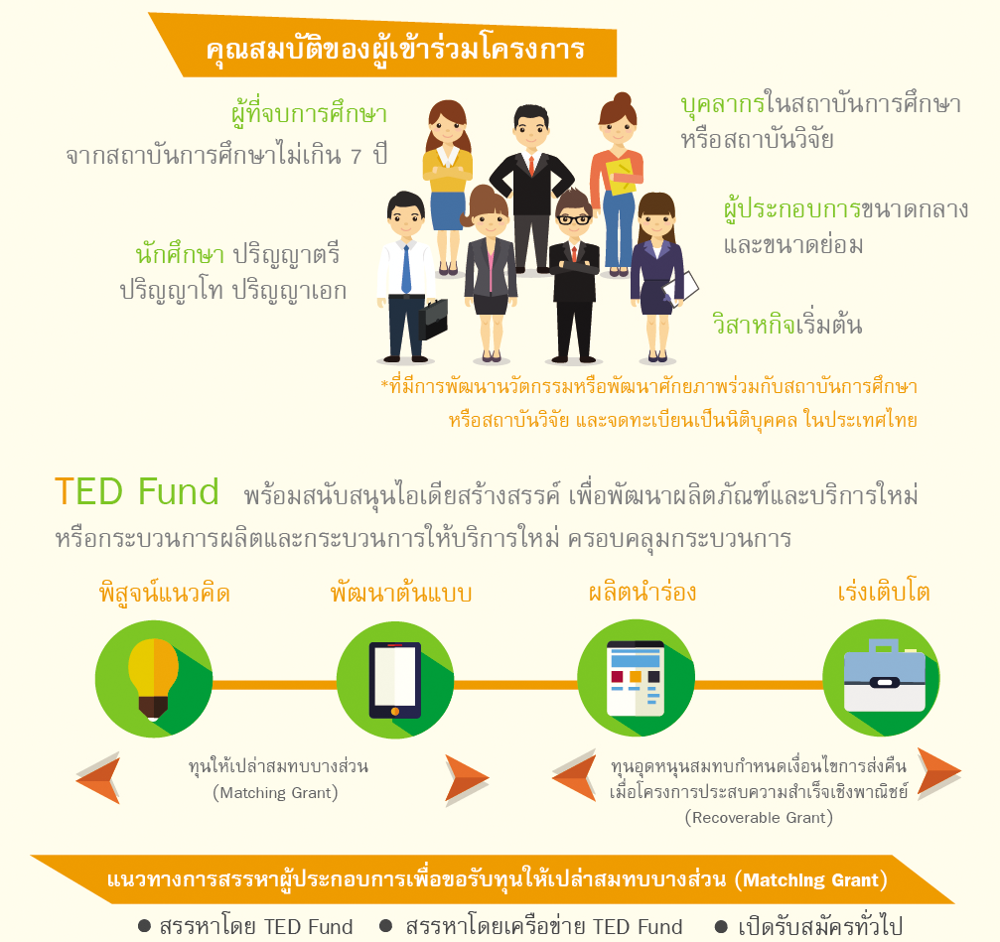 คุณสมบัติของผู้เข้าร่วมโครงการ
ผู้ที่จบการศึกษา
จากสถาบันการศึกษาไม่เกิน 7 ปี
นักศึกษา ปริญญาตรี
ปริญญาโท ปริญญาเอก
บุคลากรในสถาบันการศึกษา
หรือสถาบันวิจัย
ผู้ประกอบการขนาดกลาง
และขนาดย่อม
วิสาหกิจเริ่มต้น
*ที่มีการพัฒนานวัตกรรมหรือพัฒนาศักยภาพร่วมกับสถาบันการศึกษา
หรือสถาบันวิจัย และจดทะเบียนเป็นนิติบุคคล ในประเทศไทย
TED Fund พร้อมสนับสนุนไอเดียสร้างสรรค์ เพื่อพัฒนาผลิตภัณฑ์และบริการใหม่
หรือกระบวนการผลิตและกระบวนการให้บริการใหม่ ครอบคลุมกระบวนการ
พิสูจน์แนวคิด
พัฒนาต้นแบบ
ผลิตนำร่อง
เร่งเติบโต
ทุนให้เปล่าสมทบบางส่วน
(Matching Grant)
ทุนอุดหนุนสมทบกำหนดเงื่อนไขการส่งคืน
เมื่อโครงการประสบความสำเร็จเชิงพาณิชย์
(Recoverable Grant)
แนวทางการสรรหาผู้ประกอบการเพื่อขอรับทุนให้เปล่าสมทบบางส่วน (Matching Grant)
● สรรหาโดย TED Fund ● สรรหาโดยเครือข่าย TED Fund ● เปิดรับสมัครทั่วไป